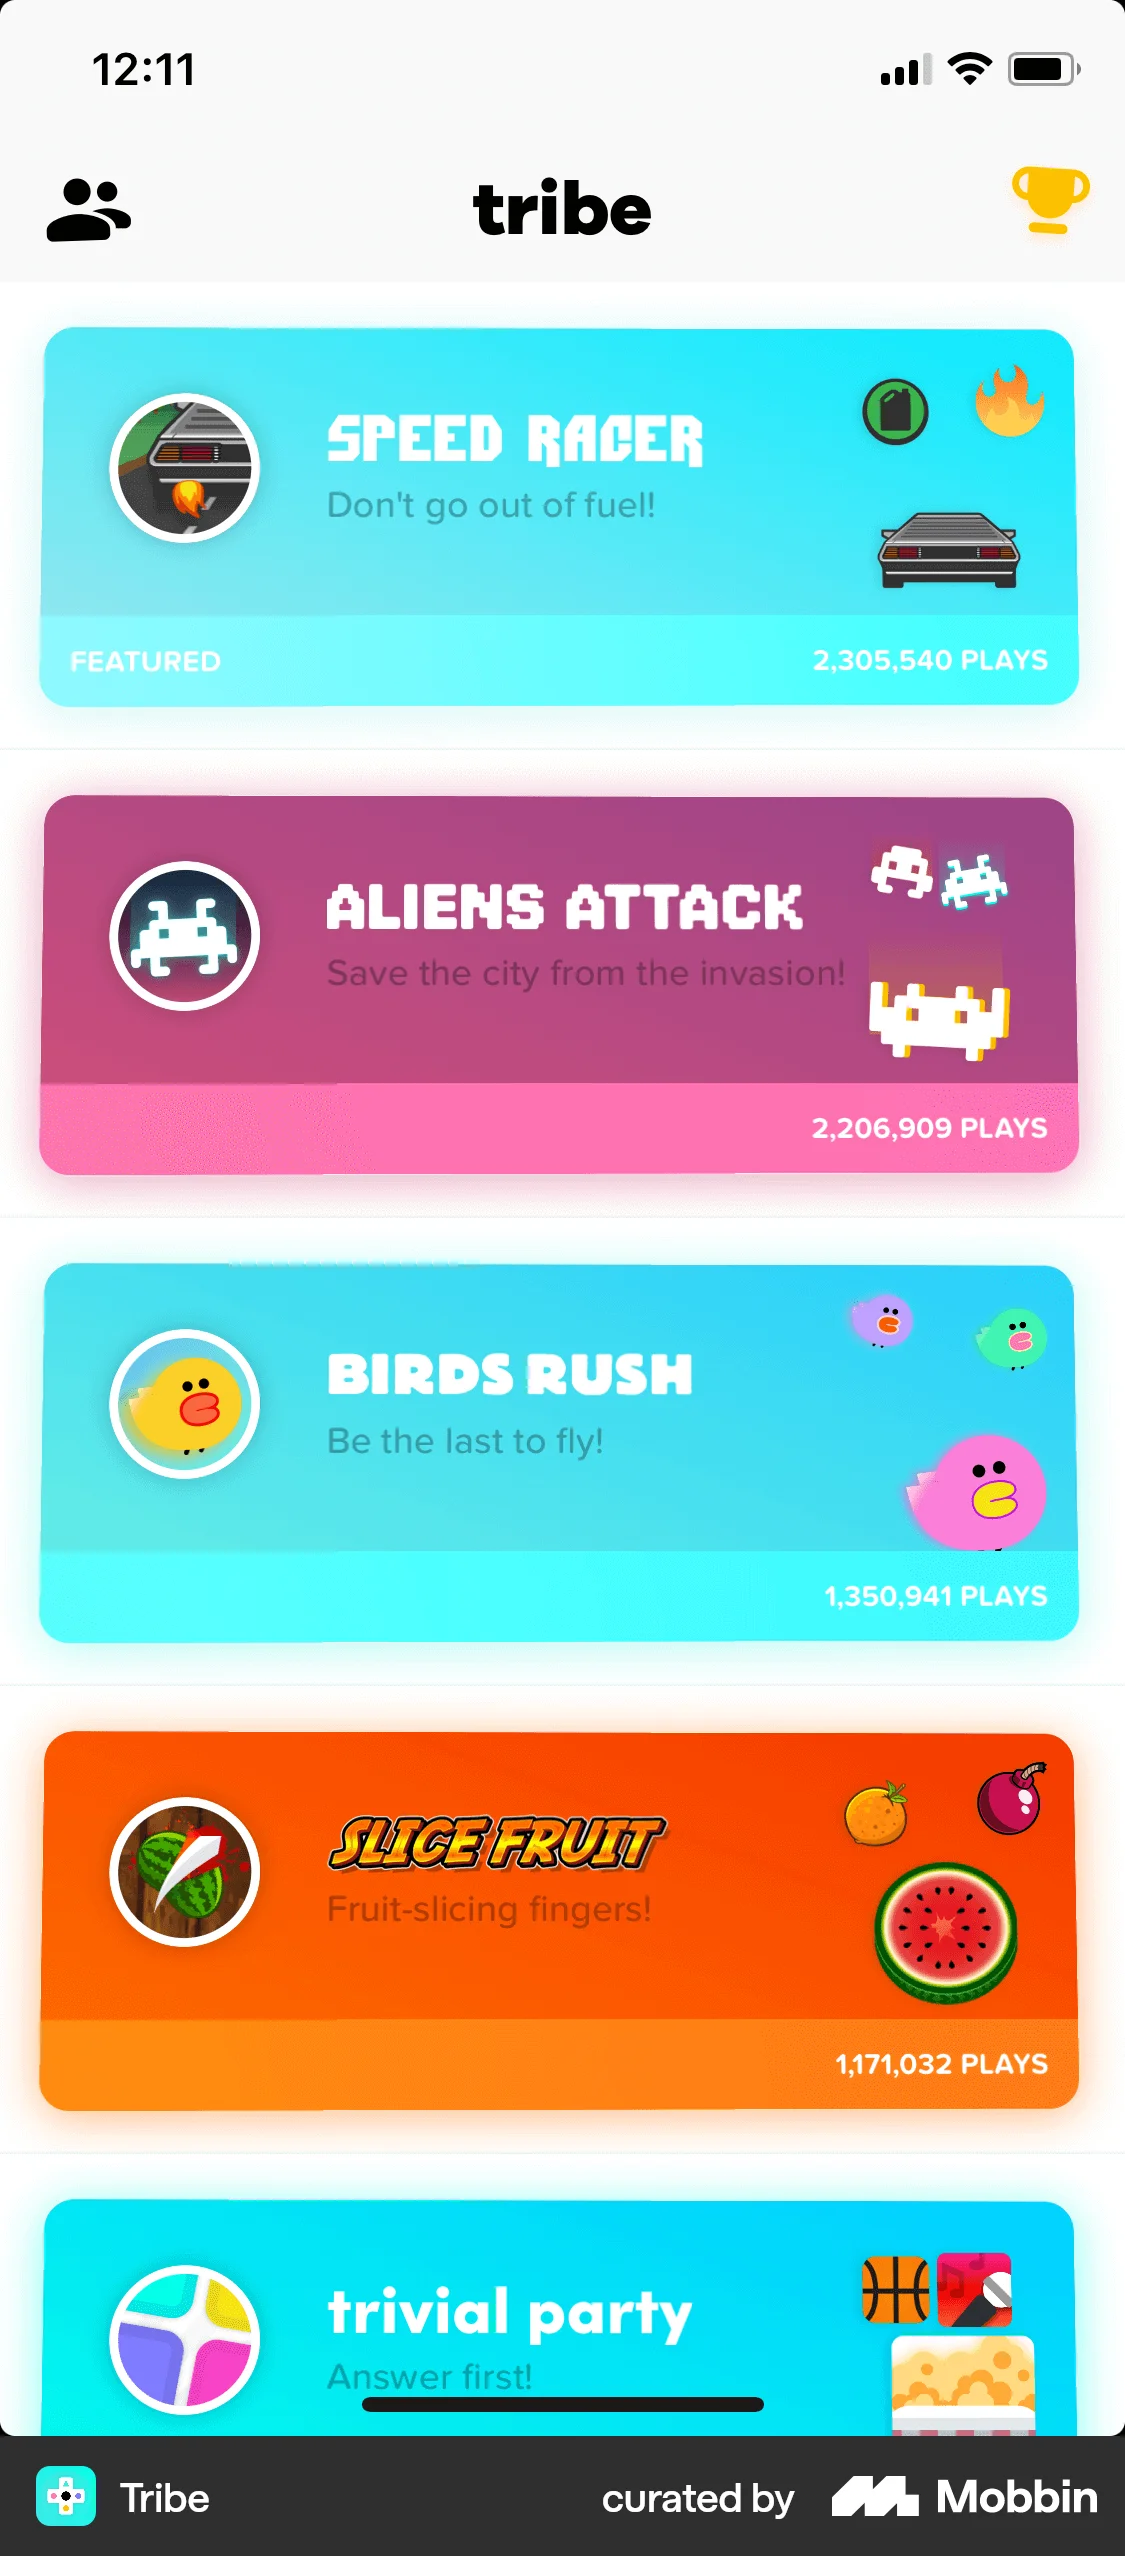 12:11
tribe
SPEED RACER
Don't go out of fuel!
FEATURED
2,305,540 PLAYS
ALIENS ATTACK
Save the city from the invasion!
2,206,909 PLAYS
BIRDS RUSH
Be the last to fly!
1,350,941 PLAYS
SLICE FRUIT
Fruit-slicing fingers!
1,171,032 PLAYS
trivial party
Answer first!
Tribe
curated by Mobbin